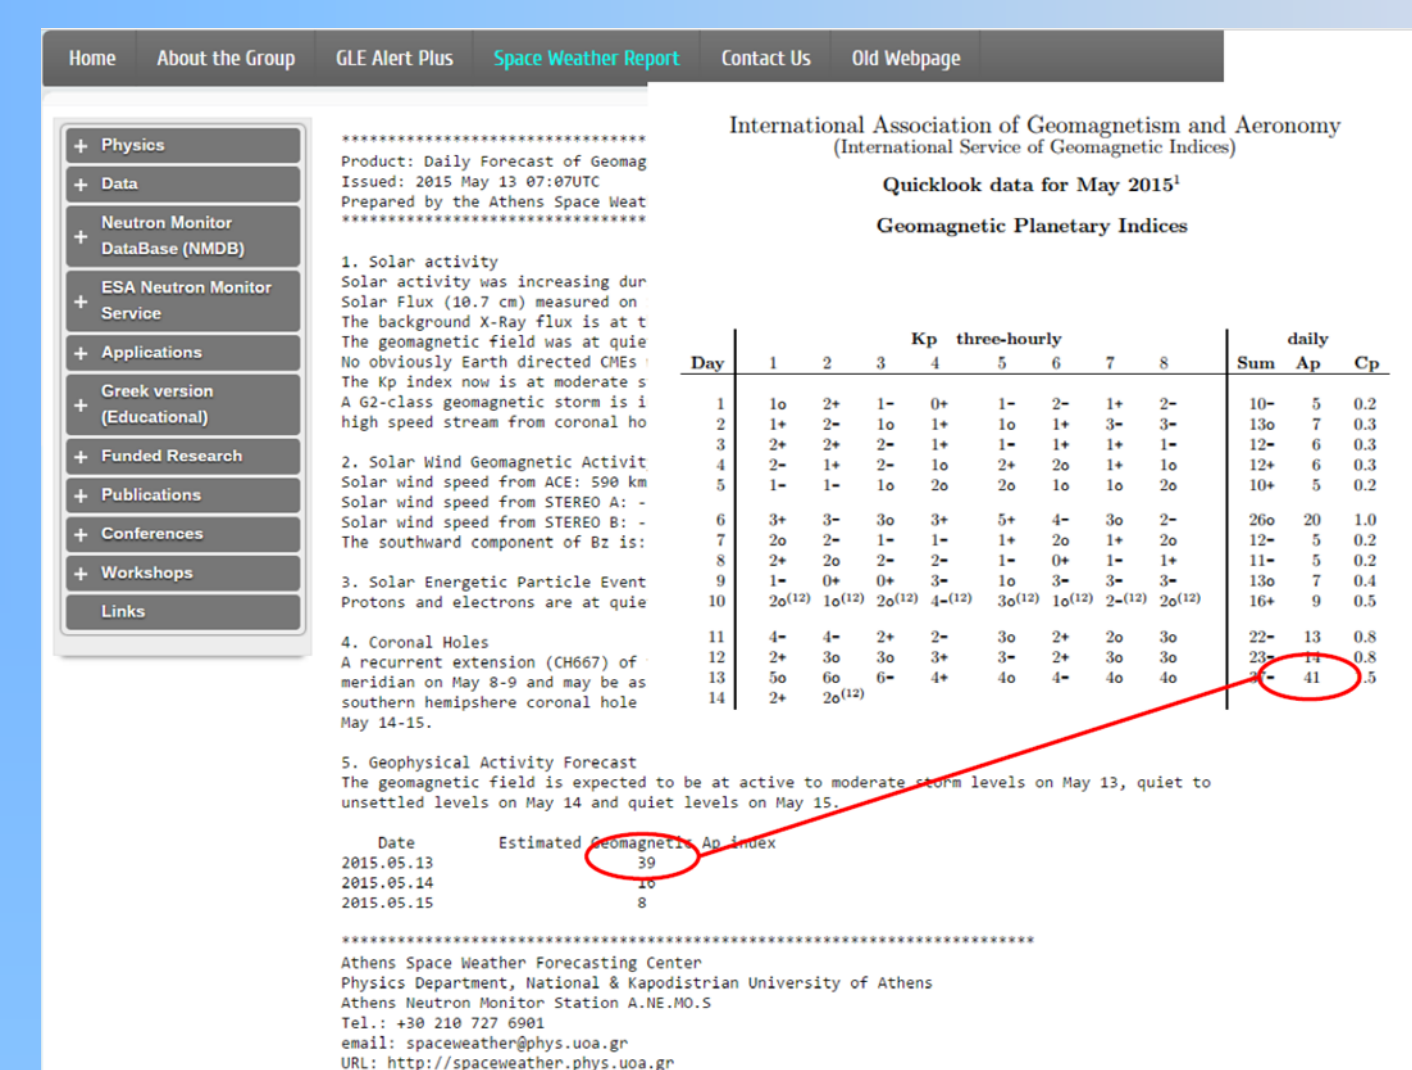 Home About the Group GLE Alert Plus Space Weather Report Contact Us Old Webpage
+ Physics
+ Data
+ Neutron Monitor
DataBase (NMDB)
+ ESA Neutron Monitor
Service
+ Applications
+ Greek version
(Educational)
+ Funded Research
+ Publications
+ Conferences
+ Workshops
Links
*********************************
Product: Daily Forecast of Geomag
Issued: 2015 May 13 07:07UTC
Prepared by the Athens Space Weat
*********************************
1. Solar activity
Solar activity was increasing dur
Solar Flux (10.7 cm) measured on
The background X-Ray flux is at t
The geomagnetic field was at quie
No obviously Earth directed CMEs
The Kp index now is at moderate s
A G2-class geomagnetic storm is i
high speed stream from coronal ho
2. Solar Wind Geomagnetic Activit
Solar wind speed from ACE: 590 km
Solar wind speed from STEREO A: -
Solar wind speed from STEREO B: -
The southward component of Bz is:
3. Solar Energetic Particle Event
Protons and electrons are at quie
4. Coronal Holes
A recurrent extension (CH667) of
meridian on May 8-9 and may be as
southern hemipshere coronal hole
May 14-15.
5. Geophysical Activity Forecast
The geomagnetic field is expected to be at active to moderate storm levels on May 13, quiet to
unsettled levels on May 14 and quiet levels on May 15.
Date Estimated Geomagnetic Ap index
2015.05.13 39
2015.05.14 16
2015.05.15 8
***************************************************************************
Athens Space Weather Forecasting Center
Physics Department, National & Kapodistrian University of Athens
Athens Neutron Monitor Station A.NE.MO.S
Tel.: +30 210 727 6901
email: spaceweather@phys.uoa.gr
URL: http://spaceweather.phys.uoa.gr
International Association of Geomagnetism and Aeronomy
(International Service of Geomagnetic Indices)
Quicklook data for May 2015¹
Geomagnetic Planetary Indices
Kp three-hourly daily
Day 1 2 3 4 5 6 7 8 Sum Ap Cp
1 1o 2+ 1- 0+ 1- 2- 1+ 2- 10- 5 0.2
2 1+ 2- 1o 1+ 1o 1+ 3- 3- 13o 7 0.3
3 2+ 2+ 2- 1+ 1- 1+ 1+ 1- 12- 6 0.3
4 2- 1+ 2- 1o 2+ 2o 1+ 1o 12+ 6 0.3
5 1- 1- 1o 2o 2o 1o 1o 2o 10+ 5 0.2
6 3+ 3- 3o 3+ 5+ 4- 3o 2- 26o 20 1.0
7 2o 2- 1- 1- 1+ 2o 1+ 2o 12- 5 0.2
8 2+ 2o 2- 2- 1- 0+ 1- 1+ 11- 5 0.2
9 1- 0+ 0+ 3- 1o 3- 3- 3- 13o 7 0.4
10 2o(12) 1o(12) 2o(12) 4-(12) 3o(12) 1o(12) 2-(12) 2o(12) 16+ 9 0.5
11 4- 4- 2+ 2- 3o 2+ 2o 3o 22- 13 0.8
12 2+ 3o 3o 3+ 3- 2+ 3o 3o 23- 14 0.8
13 5o 6o 6- 4+ 4o 4- 4o 4o 37- 41 .5
14 2+ 2o(12)